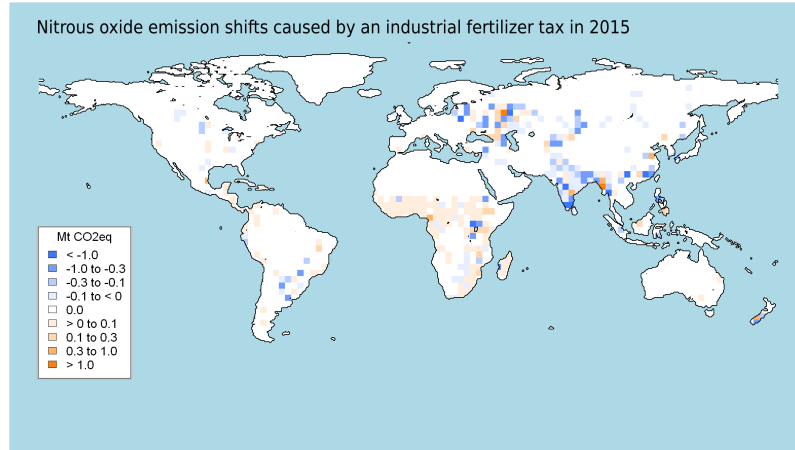 Nitrous oxide emission shifts caused by an industrial fertilizer tax in 2015
Mt CO2eq
< -1.0
-1.0 to -0.3
-0.3 to -0.1
-0.1 to < 0
0.0
> 0 to 0.1
0.1 to 0.3
0.3 to 1.0
> 1.0